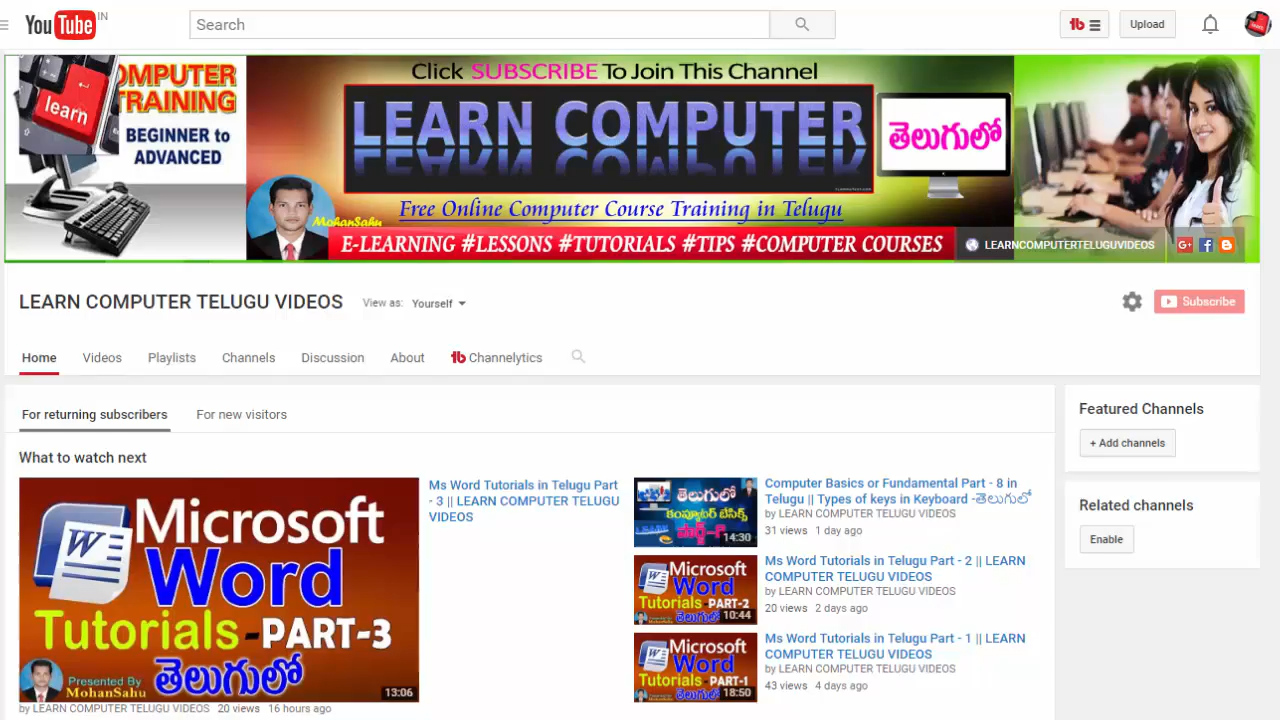 YouTube IN
Search
Upload
learn
COMPUTER
TRAINING
BEGINNER to
ADVANCED
Click SUBSCRIBE To Join This Channel
LEARN COMPUTER
తెలుగులో
MohanSahu
Free Online Computer Course Training in Telugu
E-LEARNING #LESSONS #TUTORIALS #TIPS #COMPUTER COURSES
LEARNCOMPUTERTELUGUVIDEOS
LEARN COMPUTER TELUGU VIDEOS
View as: Yourself
Subscribe
Home Videos Playlists Channels Discussion About Channelytics
For returning subscribers For new visitors
What to watch next
Microsoft
Word
Tutorials -PART-3
Presented By
MohanSahu
తెలుగులో
13:06
by LEARN COMPUTER TELUGU VIDEOS 20 views 16 hours ago
Ms Word Tutorials in Telugu Part
- 3 || LEARN COMPUTER TELUGU
VIDEOS
తెలుగులో
కంప్యూటర్ బేసిక్స్
14:30
Computer Basics or Fundamental Part - 8 in
Telugu || Types of keys in Keyboard -తెలుగులో
by LEARN COMPUTER TELUGU VIDEOS
31 views 1 day ago
Microsoft
Word
Tutorials -PART-2
తెలుగులో
10:44
Ms Word Tutorials in Telugu Part - 2 || LEARN
COMPUTER TELUGU VIDEOS
by LEARN COMPUTER TELUGU VIDEOS
20 views 2 days ago
Microsoft
Word
Tutorials -PART-1
తెలుగులో
18:50
Ms Word Tutorials in Telugu Part - 1 || LEARN
COMPUTER TELUGU VIDEOS
by LEARN COMPUTER TELUGU VIDEOS
43 views 4 days ago
Featured Channels
+ Add channels
Related channels
Enable